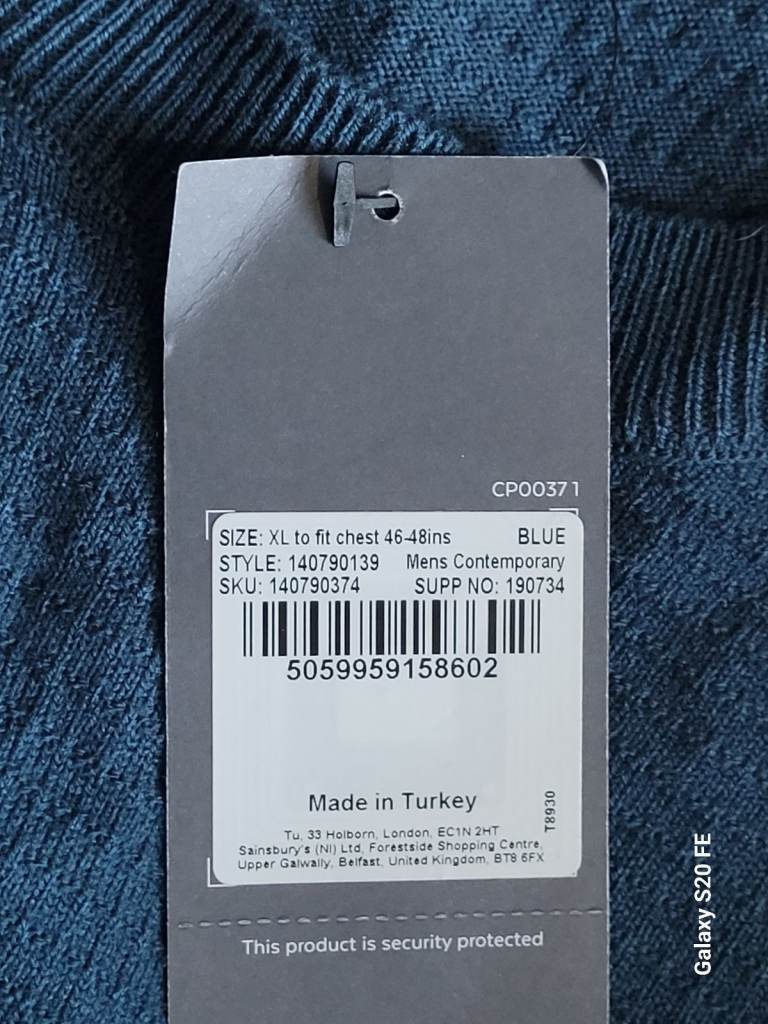 CP00371
SIZE: XL to fit chest 46-48ins BLUE
STYLE: 140790139 Mens Contemporary
SKU: 140790374 SUPP NO: 190734
5059959158602
Made in Turkey
T8930
Tu, 33 Holborn, London, EC1N 2HT
Sainsbury's (NI) Ltd, Forestside Shopping Centre,
Upper Galwally, Belfast, United Kingdom, BT8 6FX
This product is security protected
Galaxy S20 FE